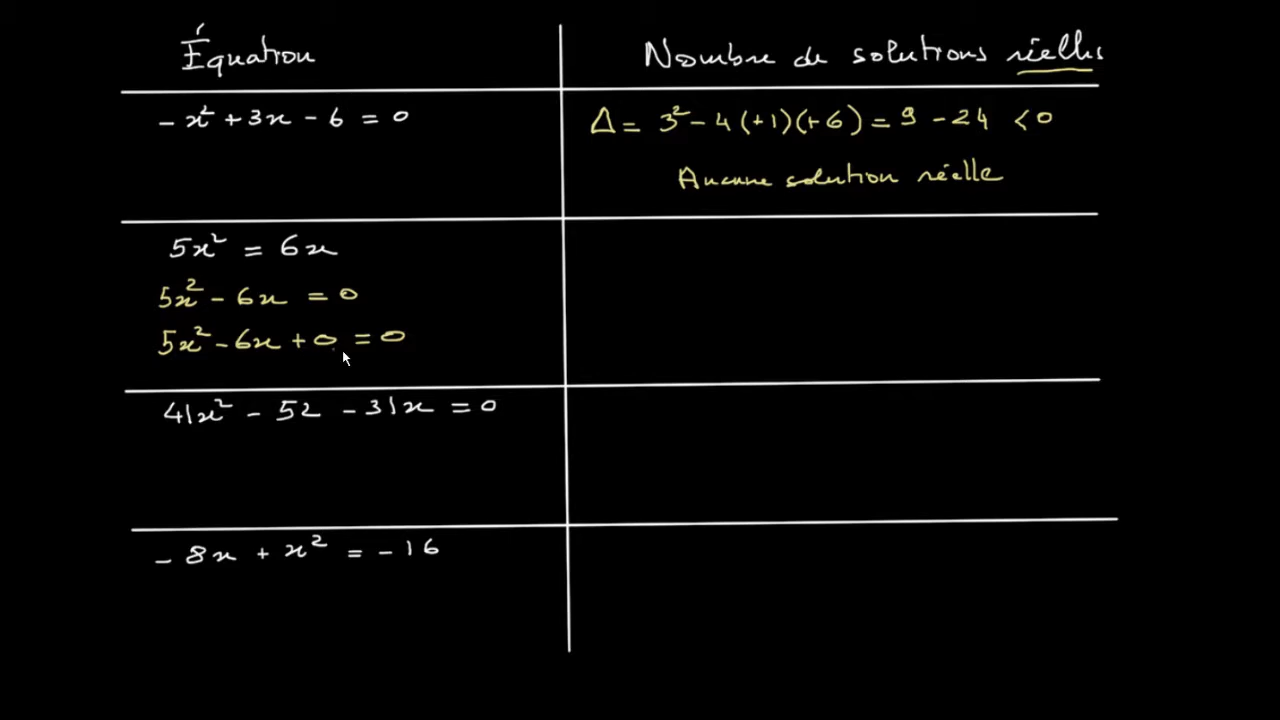 Équation
Nombre de solutions réelles
-x² + 3x - 6 = 0
Δ = 3² - 4(+1)(+6) = 9 - 24 < 0
Aucune solution réelle
5x² = 6x
5x² - 6x = 0
5x² - 6x + 0 = 0
41x² - 52 - 31x = 0
-8x + x² = -16